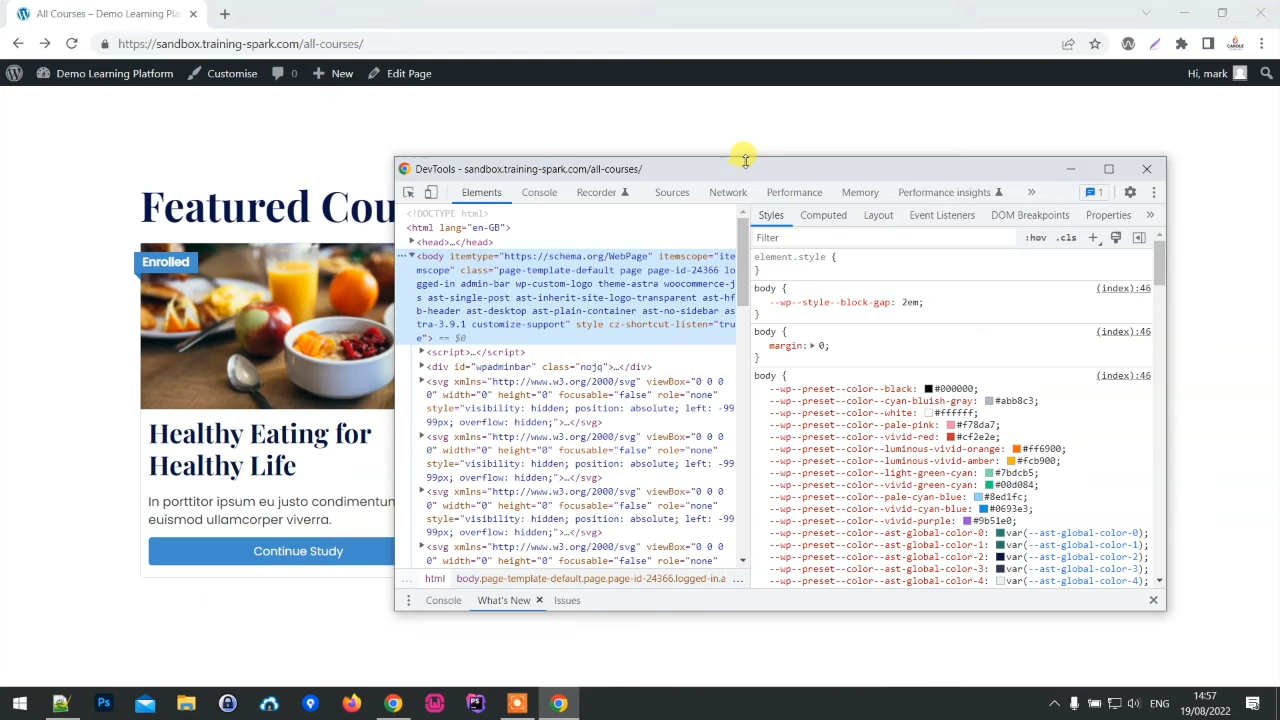 All Courses – Demo Learning Pla
https://sandbox.training-spark.com/all-courses/
Demo Learning Platform
Customise
0
New
Edit Page
Hi, mark
Featured Cou
Enrolled
Healthy Eating for
Healthy Life
In porttitor ipsum eu justo condimentun
euismod ullamcorper viverra.
Continue Study
DevTools - sandbox.training-spark.com/all-courses/
Elements
Console
Recorder
Sources
Network
Performance
Memory
Performance insights
»
1
<!DOCTYPE html>
<html lang="en-GB">
<head>…</head>
<body itemtype="https://schema.org/WebPage" itemscope="ite
mscope" class="page-template-default page page-id-24366 lo
gged-in admin-bar wp-custom-logo theme-astra woocommerce-j
s ast-single-post ast-inherit-site-logo-transparent ast-hf
b-header ast-desktop ast-plain-container ast-no-sidebar as
tra-3.9.1 customize-support" style cz-shortcut-listen="tru
e"> == $0
<script>…</script>
<div id="wpadminbar" class="nojq">…</div>
<svg xmlns="http://www.w3.org/2000/svg" viewBox="0 0 0
0" width="0" height="0" focusable="false" role="none"
style="visibility: hidden; position: absolute; left: -99
99px; overflow: hidden;">…</svg>
<svg xmlns="http://www.w3.org/2000/svg" viewBox="0 0 0
0" width="0" height="0" focusable="false" role="none"
style="visibility: hidden; position: absolute; left: -99
99px; overflow: hidden;">…</svg>
<svg xmlns="http://www.w3.org/2000/svg" viewBox="0 0 0
0" width="0" height="0" focusable="false" role="none"
style="visibility: hidden; position: absolute; left: -99
99px; overflow: hidden;">…</svg>
<svg xmlns="http://www.w3.org/2000/svg" viewBox="0 0 0
0" width="0" height="0" focusable="false" role="none"
... html body.page-template-default.page.page-id-24366.logged-in.a ...
Styles
Computed
Layout
Event Listeners
DOM Breakpoints
Properties
»
Filter
:hov
.cls
element.style {
}
body { (index):46
--wp--style--block-gap: 2em;
}
body { (index):46
margin: 0;
}
body { (index):46
--wp--preset--color--black: #000000;
--wp--preset--color--cyan-bluish-gray: #abb8c3;
--wp--preset--color--white: #ffffff;
--wp--preset--color--pale-pink: #f78da7;
--wp--preset--color--vivid-red: #cf2e2e;
--wp--preset--color--luminous-vivid-orange: #ff6900;
--wp--preset--color--luminous-vivid-amber: #fcb900;
--wp--preset--color--light-green-cyan: #7bdcb5;
--wp--preset--color--vivid-green-cyan: #00d084;
--wp--preset--color--pale-cyan-blue: #8ed1fc;
--wp--preset--color--vivid-cyan-blue: #0693e3;
--wp--preset--color--vivid-purple: #9b51e0;
--wp--preset--color--ast-global-color-0: var(--ast-global-color-0);
--wp--preset--color--ast-global-color-1: var(--ast-global-color-1);
--wp--preset--color--ast-global-color-2: var(--ast-global-color-2);
--wp--preset--color--ast-global-color-3: var(--ast-global-color-3);
--wp--preset--color--ast-global-color-4: var(--ast-global-color-4);
Console
What's New
Issues
ENG
14:57
19/08/2022